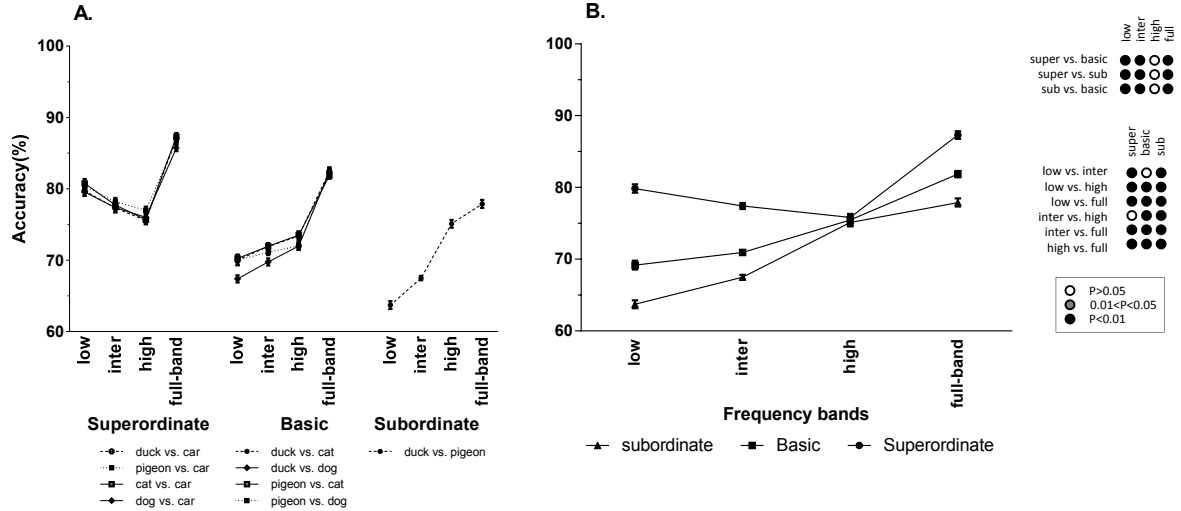 A.
Accuracy(%)
100
90
80
70
60
low inter high full-band low inter high full-band low inter high full-band
Superordinate Basic Subordinate
duck vs. car duck vs. cat duck vs. pigeon
pigeon vs. car duck vs. dog
cat vs. car pigeon vs. cat
dog vs. car pigeon vs. dog
B.
100
90
80
70
60
low inter high full-band
Frequency bands
subordinate Basic Superordinate
low inter high full
super vs. basic
super vs. sub
sub vs. basic
super basic sub
low vs. inter
low vs. high
low vs. full
inter vs. high
inter vs. full
high vs. full
P>0.05
0.01<P<0.05
P<0.01